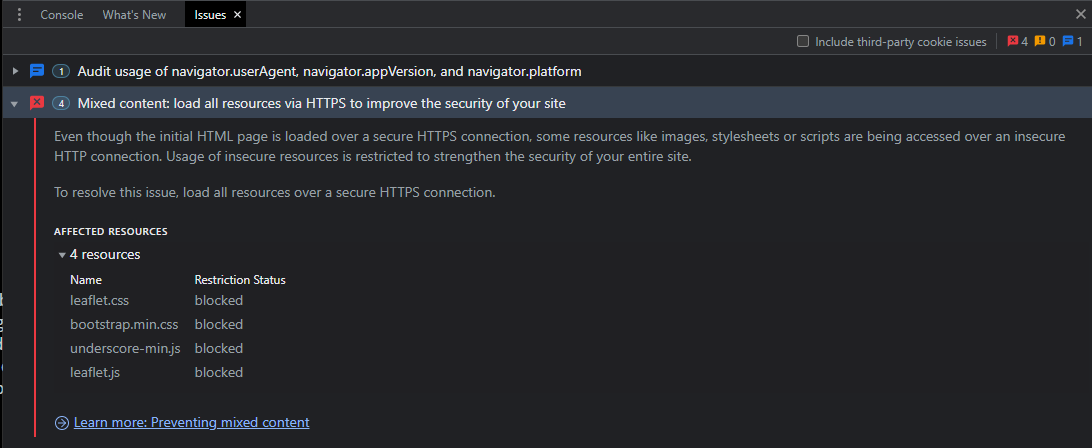 Console What's New Issues
Include third-party cookie issues 4 0 1
1 Audit usage of navigator.userAgent, navigator.appVersion, and navigator.platform
4 Mixed content: load all resources via HTTPS to improve the security of your site
Even though the initial HTML page is loaded over a secure HTTPS connection, some resources like images, stylesheets or scripts are being accessed over an insecure
HTTP connection. Usage of insecure resources is restricted to strengthen the security of your entire site.
To resolve this issue, load all resources over a secure HTTPS connection.
AFFECTED RESOURCES
4 resources
Name Restriction Status
leaflet.css blocked
bootstrap.min.css blocked
underscore-min.js blocked
leaflet.js blocked
Learn more: Preventing mixed content